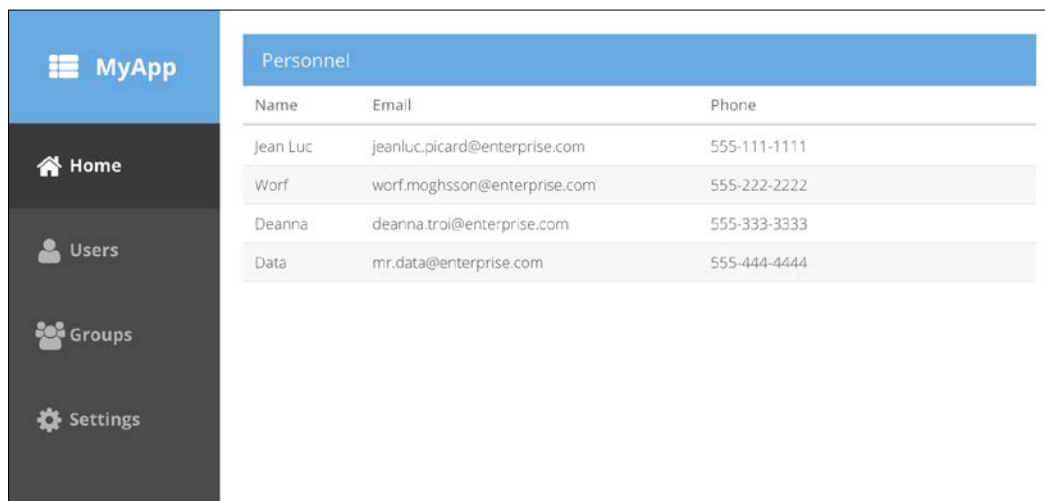 MyApp
Home
Users
Groups
Settings
Personnel
Name Email Phone
Jean Luc jeanluc.picard@enterprise.com 555-111-1111
Worf worf.moghsson@enterprise.com 555-222-2222
Deanna deanna.troi@enterprise.com 555-333-3333
Data mr.data@enterprise.com 555-444-4444